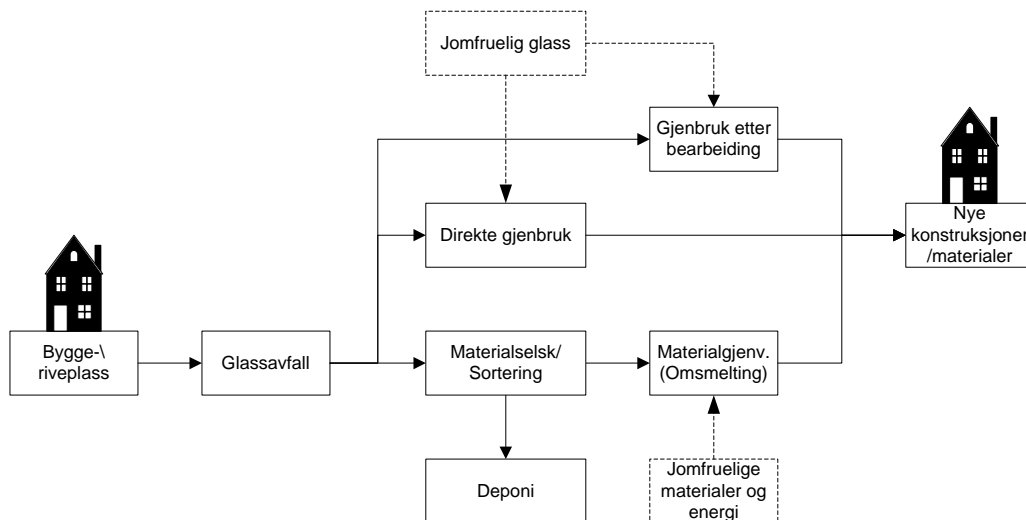 Jomfruelig glass
Gjenbruk etter
bearbeiding
Direkte gjenbruk
Nye
konstruksjoner
/materialer
Bygge-\
riveplass
Glassavfall
Materialselsk/
Sortering
Materialgjenv.
(Omsmelting)
Deponi
Jomfruelige
materialer og
energi